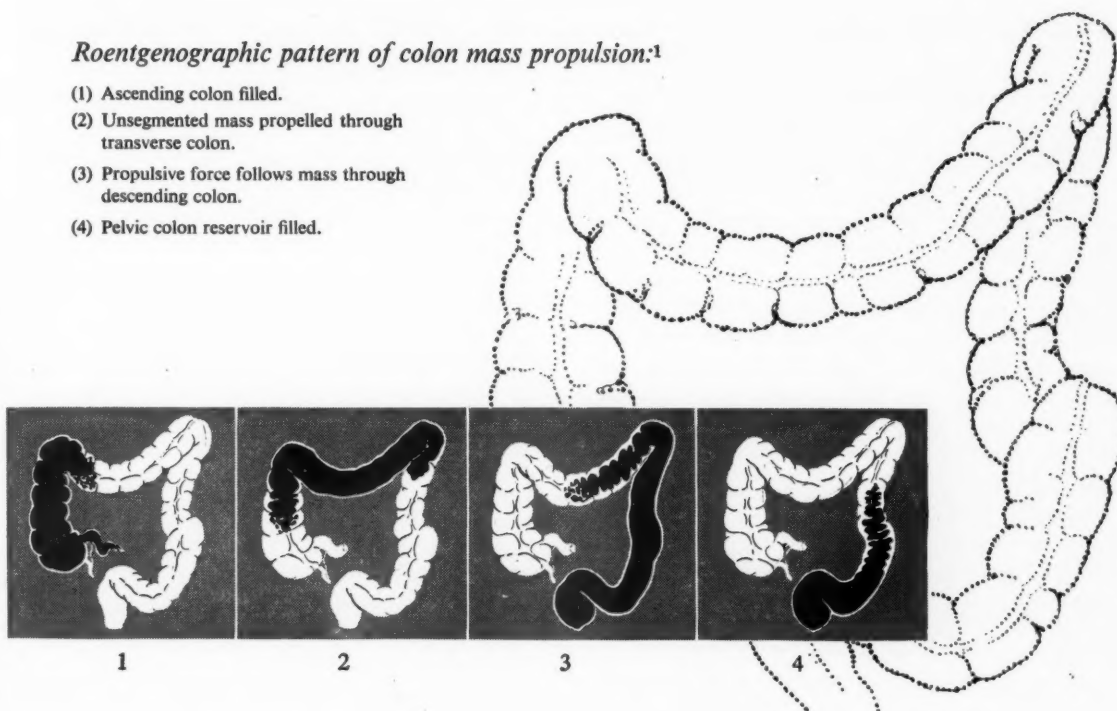 Roentgenographic pattern of colon mass propulsion:1
(1) Ascending colon filled.
(2) Unsegmented mass propelled through
transverse colon.
(3) Propulsive force follows mass through
descending colon.
(4) Pelvic colon reservoir filled.
1 2 3 4